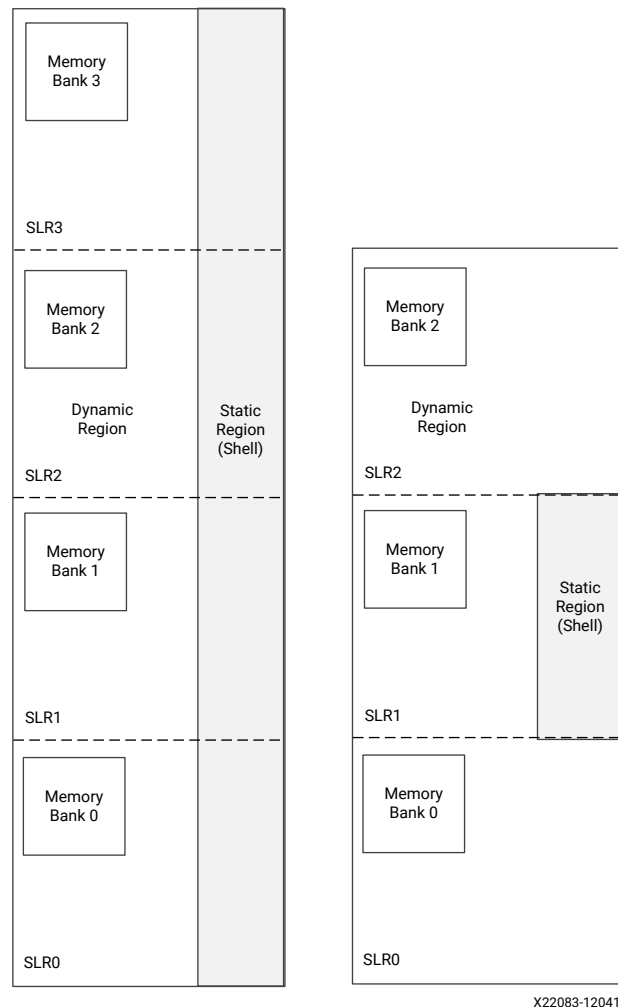 Memory
Bank 3
SLR3
Memory
Bank 2
Dynamic
Region
Static
Region
(Shell)
SLR2
Memory
Bank 1
SLR1
Memory
Bank 0
SLR0
Memory
Bank 2
Dynamic
Region
SLR2
Memory
Bank 1
Static
Region
(Shell)
SLR1
Memory
Bank 0
SLR0
X22083-12041